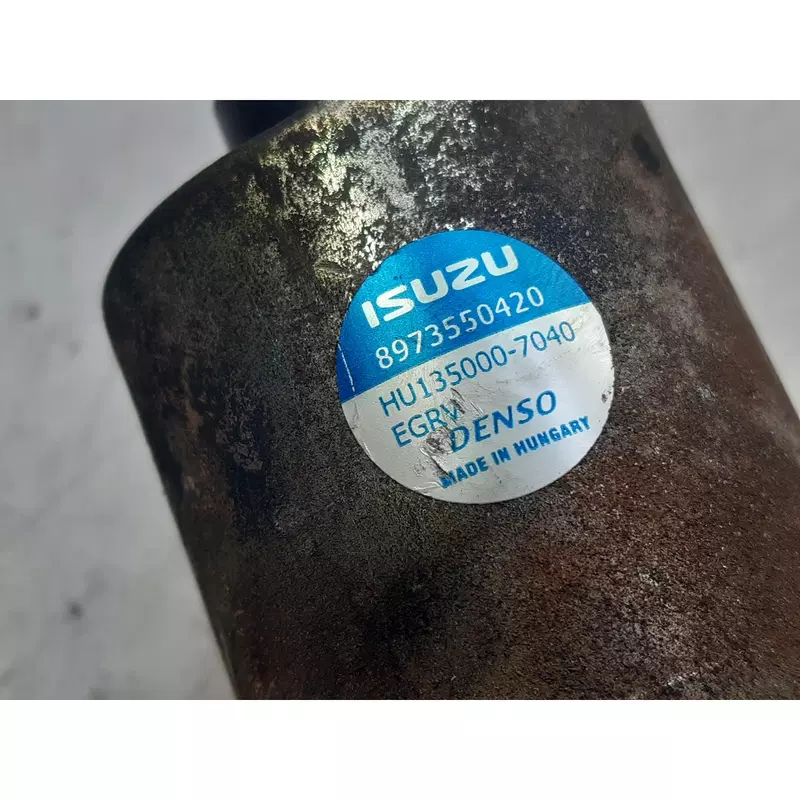 ISUZU
8973550420
HU135000-7040
EGRV
DENSO
MADE IN HUNGARY